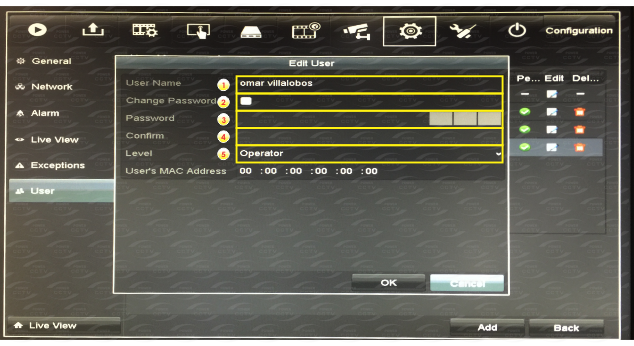 Configuration
General
Network
Alarm
Live View
Exceptions
User
Edit User
User Name 1 omar villalobos
Change Password 2
Password 3
Confirm 4
Level 5 Operator
User's MAC Address 00 :00 :00 :00 :00 :00
OK Cancel
Pe... Edit Del...
– –
Live View
Add Back